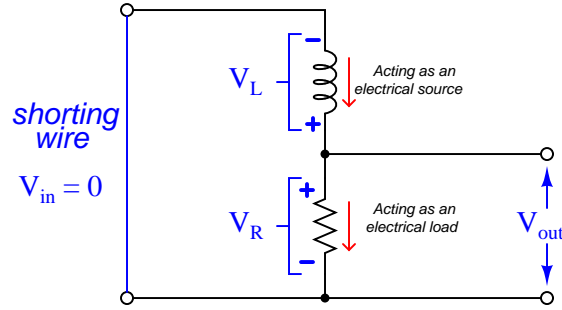 shorting
wire
V_in = 0
−
V_L
+
Acting as an
electrical source
+
V_R
−
Acting as an
electrical load
V_out